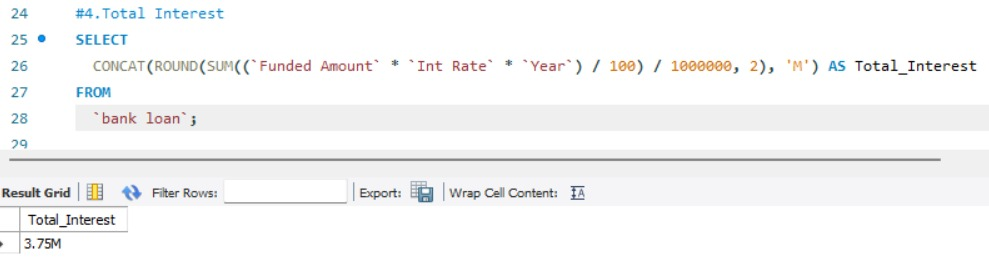 24 #4.Total Interest
25 SELECT
26 CONCAT(ROUND(SUM((`Funded Amount` * `Int Rate` * `Year`) / 100) / 1000000, 2), 'M') AS Total_Interest
27 FROM
28 `bank loan`;
29
Result Grid Filter Rows: Export: Wrap Cell Content: IA
Total_Interest
3.75M